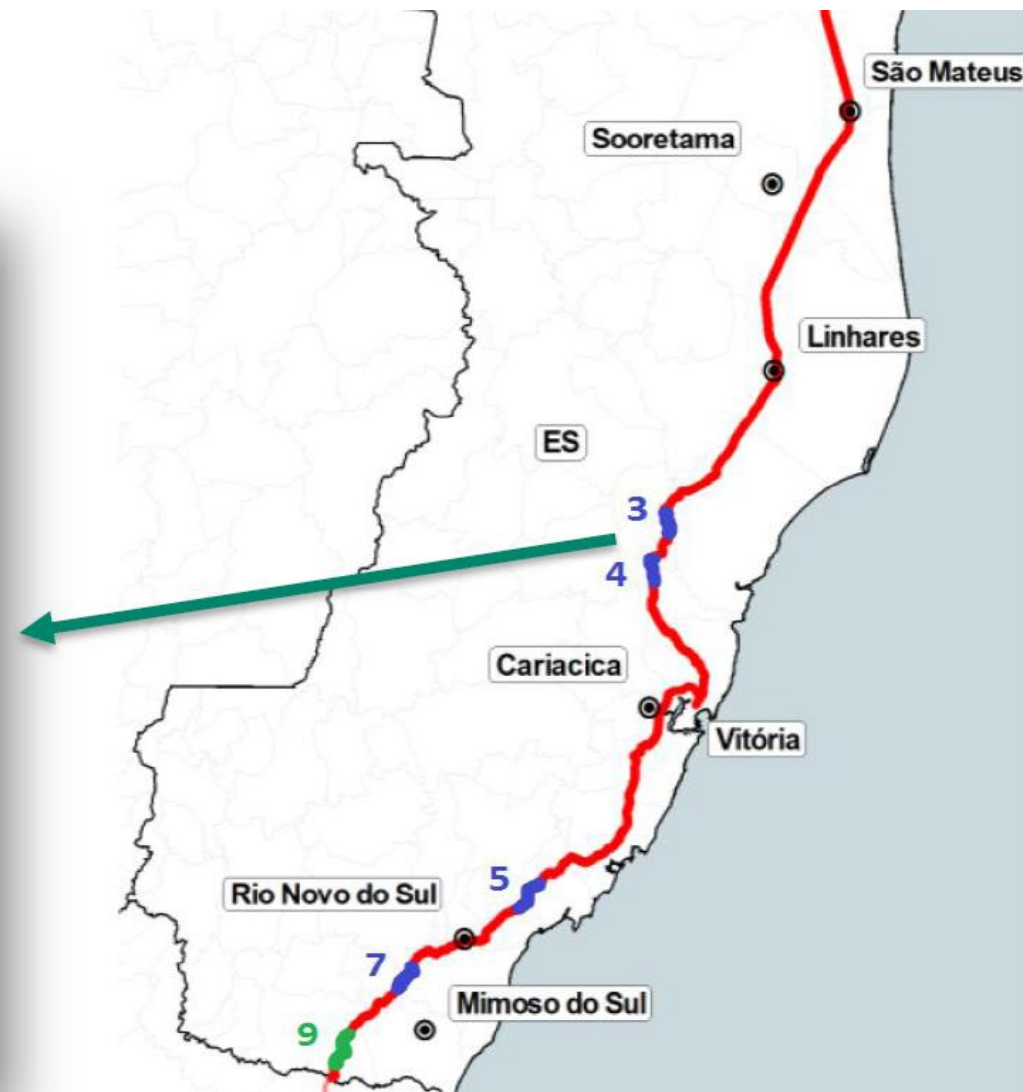 São Mateus
Sooretama
Linhares
ES
3
4
Cariacica
Vitória
5
Rio Novo do Sul
7
Mimoso do Sul
9